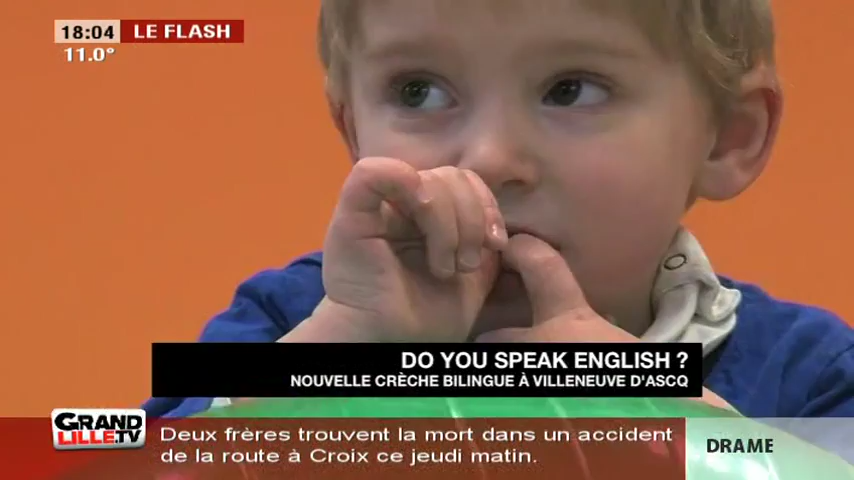 18:04 LE FLASH
11.0°
DO YOU SPEAK ENGLISH ?
NOUVELLE CRÈCHE BILINGUE À VILLENEUVE D'ASCQ
GRAND
LILLE.TV
Deux frères trouvent la mort dans un accident
de la route à Croix ce jeudi matin.
DRAME